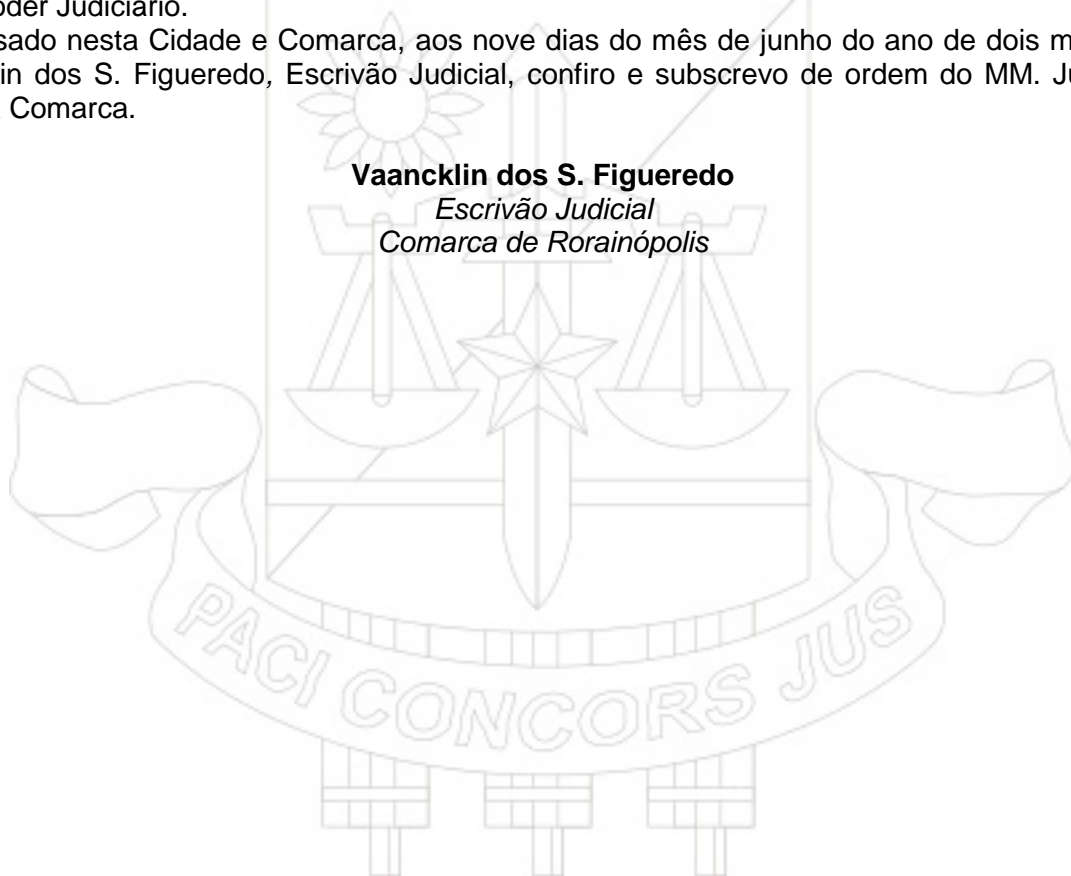 oder Judiciário.
sado nesta Cidade e Comarca, aos nove dias do mês de junho do ano de dois m
in dos S. Figueredo, Escrivão Judicial, confiro e subscrevo de ordem do MM. Ju
Comarca.
Vaancklin dos S. Figueredo
Escrivão Judicial
Comarca de Rorainópolis
PACI CONCORS JUS